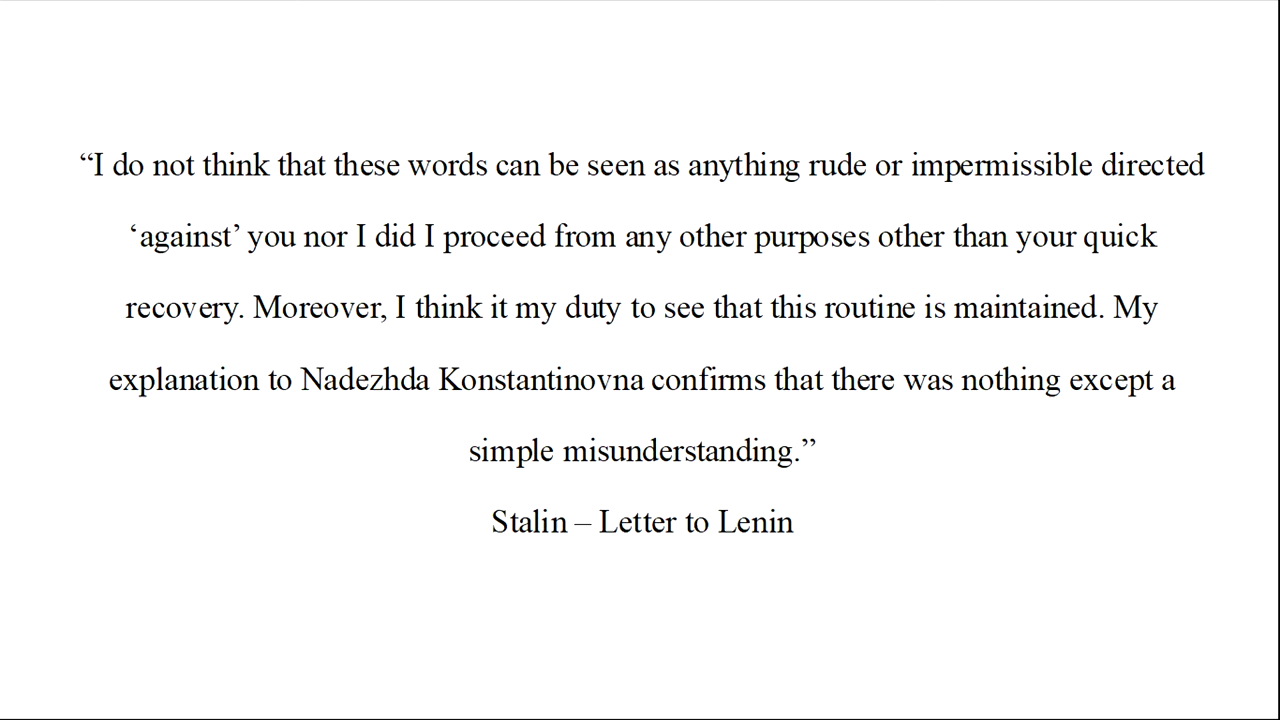 “I do not think that these words can be seen as anything rude or impermissible directed
‘against’ you nor I did I proceed from any other purposes other than your quick
recovery. Moreover, I think it my duty to see that this routine is maintained. My
explanation to Nadezhda Konstantinovna confirms that there was nothing except a
simple misunderstanding.”
Stalin – Letter to Lenin